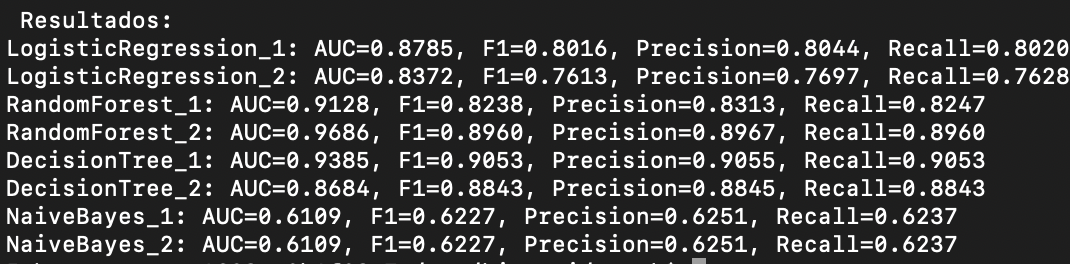 Resultados:
LogisticRegression_1: AUC=0.8785, F1=0.8016, Precision=0.8044, Recall=0.8020
LogisticRegression_2: AUC=0.8372, F1=0.7613, Precision=0.7697, Recall=0.7628
RandomForest_1: AUC=0.9128, F1=0.8238, Precision=0.8313, Recall=0.8247
RandomForest_2: AUC=0.9686, F1=0.8960, Precision=0.8967, Recall=0.8960
DecisionTree_1: AUC=0.9385, F1=0.9053, Precision=0.9055, Recall=0.9053
DecisionTree_2: AUC=0.8684, F1=0.8843, Precision=0.8845, Recall=0.8843
NaiveBayes_1: AUC=0.6109, F1=0.6227, Precision=0.6251, Recall=0.6237
NaiveBayes_2: AUC=0.6109, F1=0.6227, Precision=0.6251, Recall=0.6237